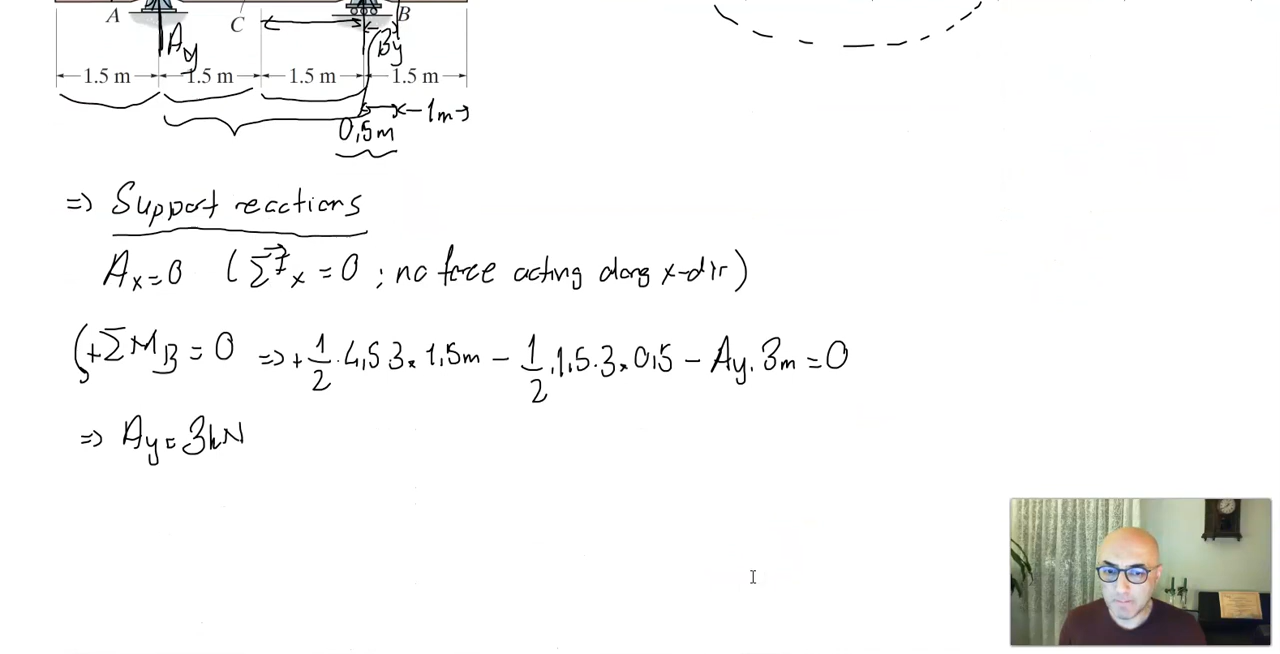 A C B
Ay By
1.5 m 1.5 m 1.5 m 1.5 m
1m
0,5m
=> Support reactions
Ax=0 (ΣFx = 0 ; no force acting along x-dir)
(+ΣMB = 0 => + 1/2 . 4,5 3 . 1,5m - 1/2 . 1,5 . 3 . 0,5 - Ay . 3m = 0
=> Ay = 3kN